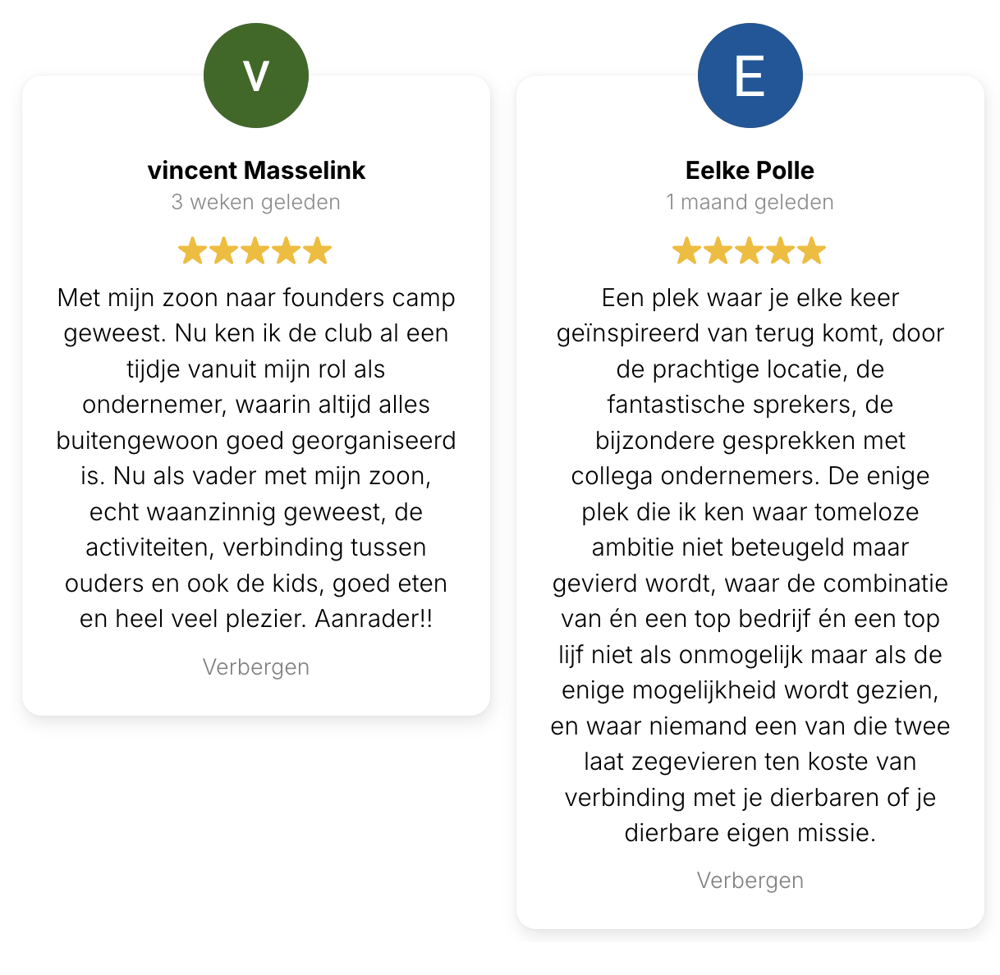 V
vincent Masselink
3 weken geleden
Met mijn zoon naar founders camp
geweest. Nu ken ik de club al een
tijdje vanuit mijn rol als
ondernemer, waarin altijd alles
buitengewoon goed georganiseerd
is. Nu als vader met mijn zoon,
echt waanzinnig geweest, de
activiteiten, verbinding tussen
ouders en ook de kids, goed eten
en heel veel plezier. Aanrader!!
Verbergen
E
Eelke Polle
1 maand geleden
Een plek waar je elke keer
geïnspireerd van terug komt, door
de prachtige locatie, de
fantastische sprekers, de
bijzondere gesprekken met
collega ondernemers. De enige
plek die ik ken waar tomeloze
ambitie niet beteugeld maar
gevierd wordt, waar de combinatie
van én een top bedrijf én een top
lijf niet als onmogelijk maar als de
enige mogelijkheid wordt gezien,
en waar niemand een van die twee
laat zegevieren ten koste van
verbinding met je dierbaren of je
dierbare eigen missie.
Verbergen